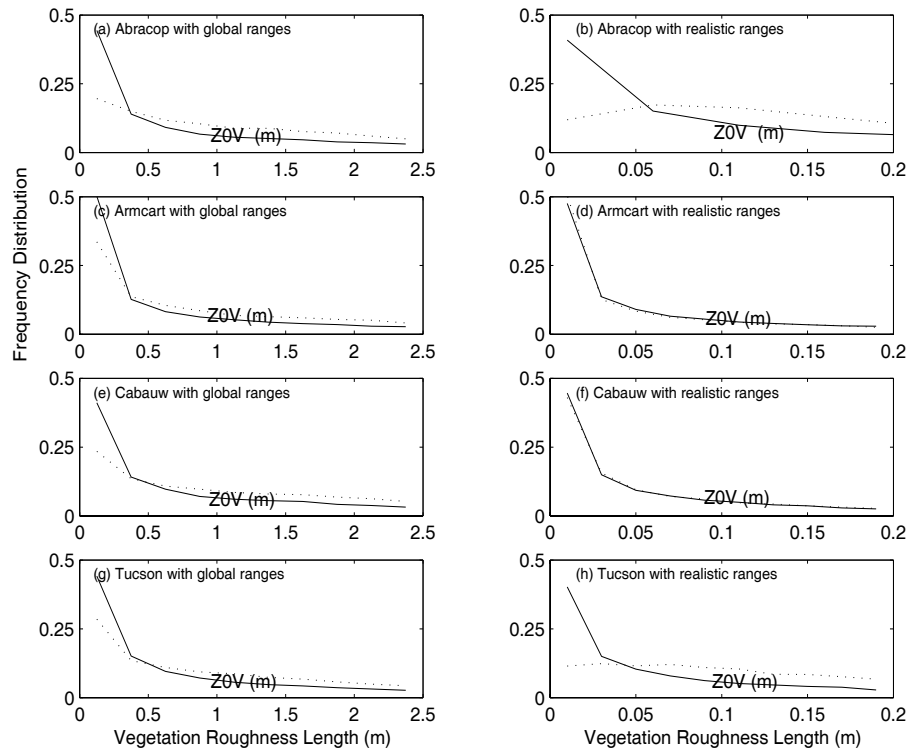 Frequency Distribution
(a) Abracop with global ranges
0.5
0.25
0
Z0V (m)
0 0.5 1 1.5 2 2.5
(b) Abracop with realistic ranges
0.5
0.25
0
Z0V (m)
0 0.05 0.1 0.15 0.2
(c) Armcart with global ranges
0.5
0.25
0
Z0V (m)
0 0.5 1 1.5 2 2.5
(d) Armcart with realistic ranges
0.5
0.25
0
Z0V (m)
0 0.05 0.1 0.15 0.2
(e) Cabauw with global ranges
0.5
0.25
0
Z0V (m)
0 0.5 1 1.5 2 2.5
(f) Cabauw with realistic ranges
0.5
0.25
0
Z0V (m)
0 0.05 0.1 0.15 0.2
(g) Tucson with global ranges
0.5
0.25
0
Z0V (m)
0 0.5 1 1.5 2 2.5
Vegetation Roughness Length (m)
(h) Tucson with realistic ranges
0.5
0.25
0
Z0V (m)
0 0.05 0.1 0.15 0.2
Vegetation Roughness Length (m)